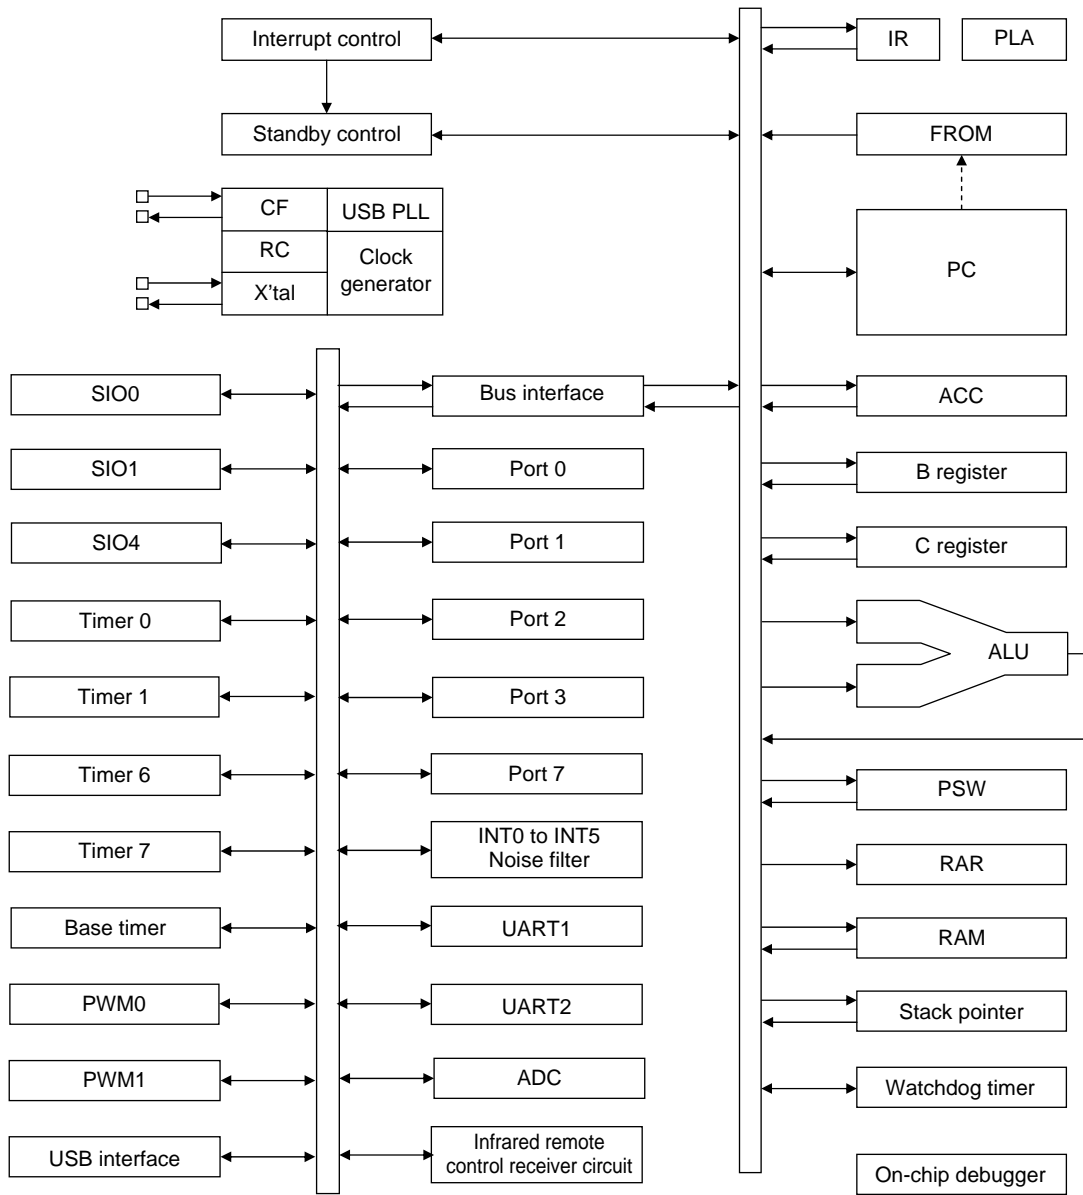 Interrupt control
IR
PLA
Standby control
FROM
CF
USB PLL
RC
Clock
generator
X'tal
PC
SIO0
Bus interface
ACC
SIO1
Port 0
B register
SIO4
Port 1
C register
Timer 0
Port 2
ALU
Timer 1
Port 3
Timer 6
Port 7
PSW
Timer 7
INT0 to INT5
Noise filter
RAR
Base timer
UART1
RAM
PWM0
UART2
Stack pointer
PWM1
ADC
Watchdog timer
USB interface
Infrared remote
control receiver circuit
On-chip debugger